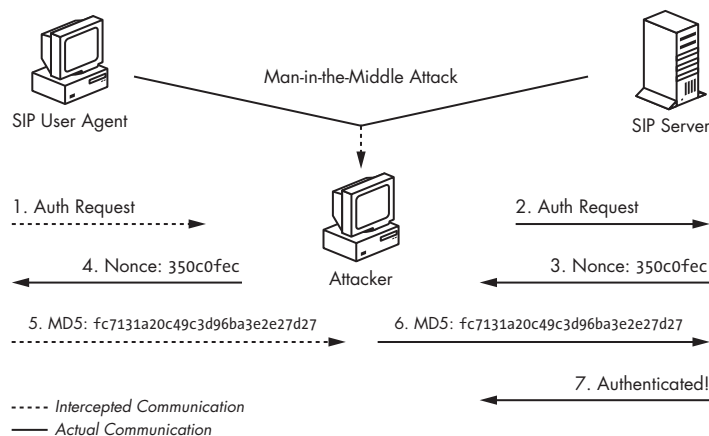 Man-in-the-Middle Attack
SIP User Agent
SIP Server
1. Auth Request
2. Auth Request
4. Nonce: 350c0fec
3. Nonce: 350c0fec
Attacker
5. MD5: fc7131a20c49c3d96ba3e2e27d27
6. MD5: fc7131a20c49c3d96ba3e2e27d27
7. Authenticated!
Intercepted Communication
Actual Communication